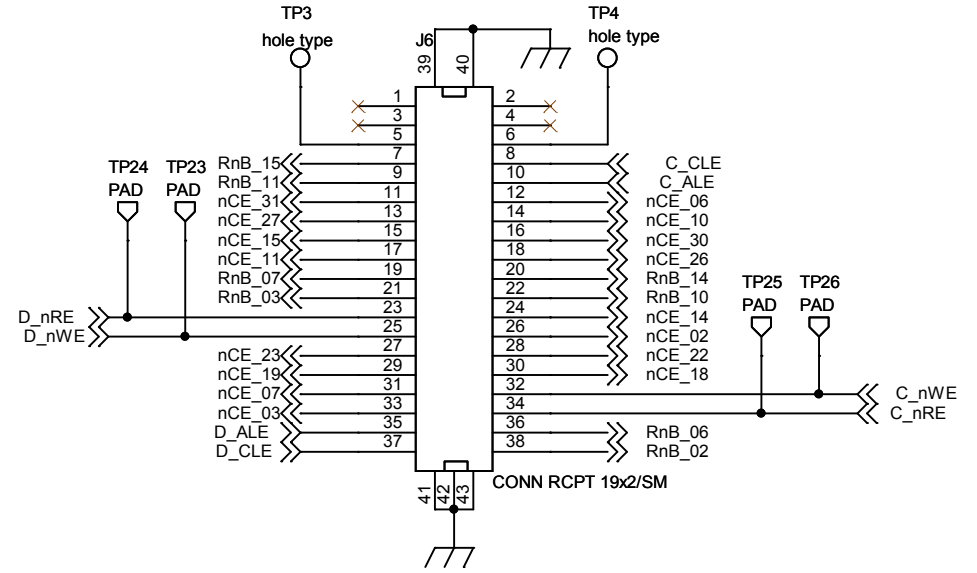 TP3
hole type
TP4
hole type
J6
39
40
1
2
3
4
5
6
7
8
RnB_15
C_CLE
9
10
RnB_11
C_ALE
11
12
nCE_31
nCE_06
13
14
nCE_27
nCE_10
15
16
nCE_15
nCE_30
17
18
nCE_11
nCE_26
19
20
RnB_07
RnB_14
21
22
RnB_03
RnB_10
TP24
PAD
TP23
PAD
TP25
PAD
TP26
PAD
23
24
D_nRE
nCE_14
25
26
D_nWE
nCE_02
27
28
nCE_23
nCE_22
29
30
nCE_19
nCE_18
31
32
nCE_07
C_nWE
33
34
nCE_03
C_nRE
35
36
D_ALE
RnB_06
37
38
D_CLE
RnB_02
41
42
43
CONN RCPT 19x2/SM